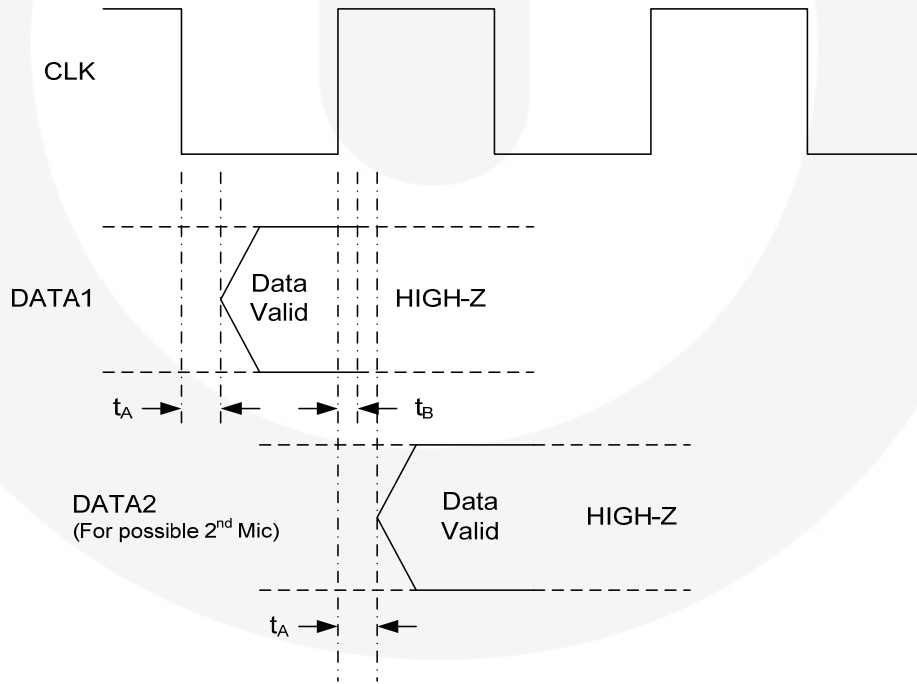 CLK
DATA1
Data
Valid
HIGH-Z
tA
tB
DATA2
(For possible 2nd Mic)
Data
Valid
HIGH-Z
tA